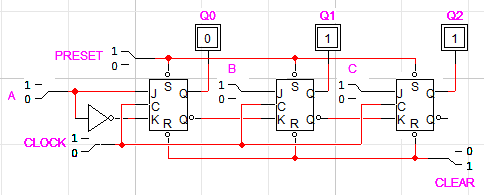 Q0 Q1 Q2
0 1 1
PRESET 1 0
A 1 0
B 1 0
C 1 0
S J Q C K R Q
S J Q C K R Q
S J Q C K R Q
CLOCK 1 0
0 1
CLEAR